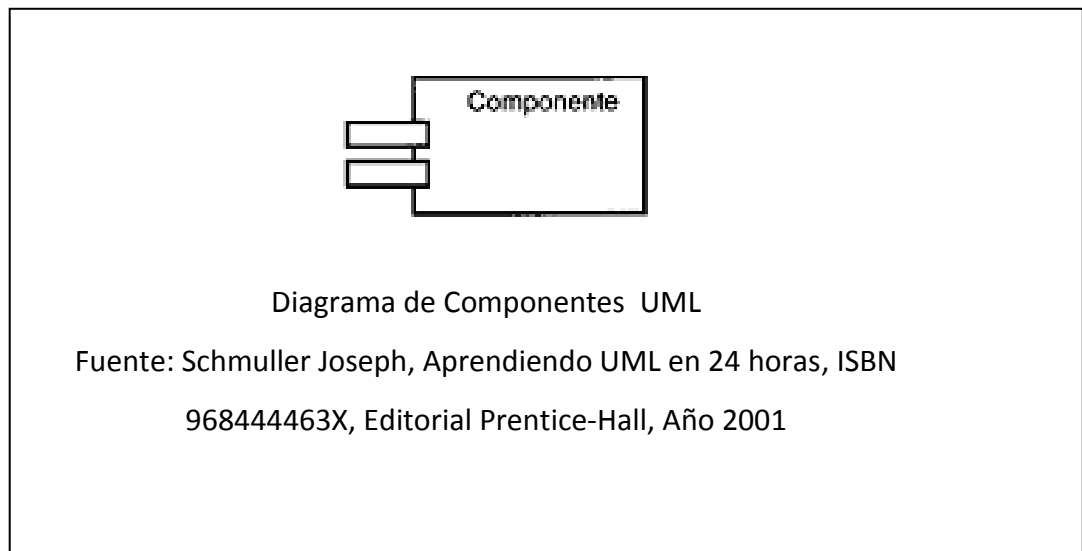 Componente
Diagrama de Componentes  UML
Fuente: Schmuller Joseph, Aprendiendo UML en 24 horas, ISBN
968444463X, Editorial Prentice-Hall, Año 2001